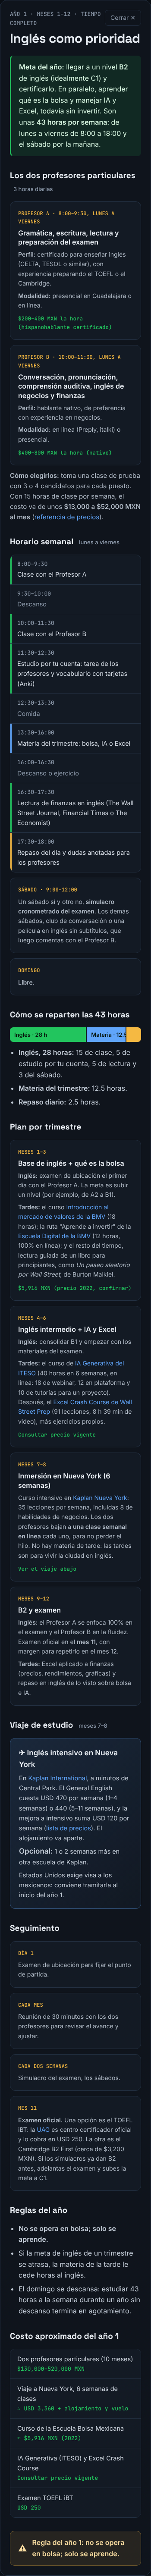 AÑO 1 · MESES 1–12 · TIEMPO
COMPLETO
Cerrar ✕
Inglés como prioridad
Meta del año: llegar a un nivel B2
de inglés (idealmente C1) y
certificarlo. En paralelo, aprender
qué es la bolsa y manejar IA y
Excel, todavía sin invertir. Son
unas 43 horas por semana: de
lunes a viernes de 8:00 a 18:00 y
el sábado por la mañana.
Los dos profesores particulares
3 horas diarias
PROFESOR A · 8:00–9:30, LUNES A
VIERNES
Gramática, escritura, lectura y
preparación del examen
Perfil: certificado para enseñar inglés
(CELTA, TESOL o similar), con
experiencia preparando el TOEFL o el
Cambridge.
Modalidad: presencial en Guadalajara o
en línea.
$200–400 MXN la hora
(hispanohablante certificado)
PROFESOR B · 10:00–11:30, LUNES A
VIERNES
Conversación, pronunciación,
comprensión auditiva, inglés de
negocios y finanzas
Perfil: hablante nativo, de preferencia
con experiencia en negocios.
Modalidad: en línea (Preply, italki) o
presencial.
$400–800 MXN la hora (nativo)
Cómo elegirlos: toma una clase de prueba
con 3 o 4 candidatos para cada puesto.
Con 15 horas de clase por semana, el
costo va de unos $13,000 a $52,000 MXN
al mes (referencia de precios).
Horario semanal lunes a viernes
8:00–9:30
Clase con el Profesor A
9:30–10:00
Descanso
10:00–11:30
Clase con el Profesor B
11:30–12:30
Estudio por tu cuenta: tarea de los
profesores y vocabulario con tarjetas
(Anki)
12:30–13:30
Comida
13:30–16:00
Materia del trimestre: bolsa, IA o Excel
16:00–16:30
Descanso o ejercicio
16:30–17:30
Lectura de finanzas en inglés (The Wall
Street Journal, Financial Times o The
Economist)
17:30–18:00
Repaso del día y dudas anotadas para
los profesores
SÁBADO · 9:00–12:00
Un sábado sí y otro no, simulacro
cronometrado del examen. Los demás
sábados, club de conversación o una
película en inglés sin subtítulos, que
luego comentas con el Profesor B.
DOMINGO
Libre.
Cómo se reparten las 43 horas
Inglés · 28 h
Materia · 12.5
• Inglés, 28 horas: 15 de clase, 5 de
estudio por tu cuenta, 5 de lectura y
3 del sábado.
• Materia del trimestre: 12.5 horas.
• Repaso diario: 2.5 horas.
Plan por trimestre
MESES 1–3
Base de inglés + qué es la bolsa
Inglés: examen de ubicación el primer
día con el Profesor A. La meta es subir
un nivel (por ejemplo, de A2 a B1).
Tardes: el curso Introducción al
mercado de valores de la BMV (18
horas); la ruta "Aprende a invertir" de la
Escuela Digital de la BMV (12 horas,
100% en línea); y el resto del tiempo,
lectura guiada de un libro para
principiantes, como Un paseo aleatorio
por Wall Street, de Burton Malkiel.
$5,916 MXN (precio 2022, confirmar)
MESES 4–6
Inglés intermedio + IA y Excel
Inglés: consolidar B1 y empezar con los
materiales del examen.
Tardes: el curso de IA Generativa del
ITESO (40 horas en 6 semanas, en
línea: 18 de webinar, 12 en plataforma y
10 de tutorías para un proyecto).
Después, el Excel Crash Course de Wall
Street Prep (91 lecciones, 8 h 39 min de
video), más ejercicios propios.
Consultar precio vigente
MESES 7–8
Inmersión en Nueva York (6
semanas)
Curso intensivo en Kaplan Nueva York:
35 lecciones por semana, incluidas 5 de
habilidades de negocios. Los dos
profesores bajan a una clase semanal
en línea cada uno, para no perder el
hilo. No hay materia de tarde: las tardes
son para vivir la ciudad en inglés.
Ver el viaje abajo
MESES 9–12
B2 y examen
Inglés: el Profesor A se enfoca 100% en
el examen y el Profesor B en la fluidez.
Examen oficial en el mes 11, con
margen para repetirlo en el mes 12.
Tardes: Excel aplicado a finanzas
(precios, rendimientos, gráficas) y
repaso en inglés de lo visto sobre bolsa
e IA.
Viaje de estudio meses 7–8
✈ Inglés intensivo en Nueva
York
En Kaplan International, a minutos de
Central Park. El General English
cuesta USD 470 por semana (1–4
semanas) o 440 (5–11 semanas), y la
mejora a intensivo suma USD 120 por
semana (lista de precios). El
alojamiento va aparte.
Opcional: 1 o 2 semanas más en
otra escuela de Kaplan.
Estados Unidos exige visa a los
mexicanos: conviene tramitarla al
inicio del año 1.
Seguimiento
DÍA 1
Examen de ubicación para fijar el punto
de partida.
CADA MES
Reunión de 30 minutos con los dos
profesores para revisar el avance y
ajustar.
CADA DOS SEMANAS
Simulacro del examen, los sábados.
MES 11
Examen oficial. Una opción es el TOEFL
iBT: la UAG es centro certificador oficial
y lo cobra en USD 250. La otra es el
Cambridge B2 First (cerca de $3,200
MXN). Si los simulacros ya dan B2
antes, adelantas el examen y subes la
meta a C1.
Reglas del año
• No se opera en bolsa; solo se
aprende.
• Si la meta de inglés de un trimestre
se atrasa, la materia de la tarde le
cede horas al inglés.
• El domingo se descansa: estudiar 43
horas a la semana durante un año sin
descanso termina en agotamiento.
Costo aproximado del año 1
Dos profesores particulares (10 meses)
$130,000–520,000 MXN
Viaje a Nueva York, 6 semanas de
clases
≈ USD 3,360 + alojamiento y vuelo
Curso de la Escuela Bolsa Mexicana
≈ $5,916 MXN (2022)
IA Generativa (ITESO) y Excel Crash
Course
Consultar precio vigente
Examen TOEFL iBT
USD 250
⚠ Regla del año 1: no se opera
en bolsa; solo se aprende.